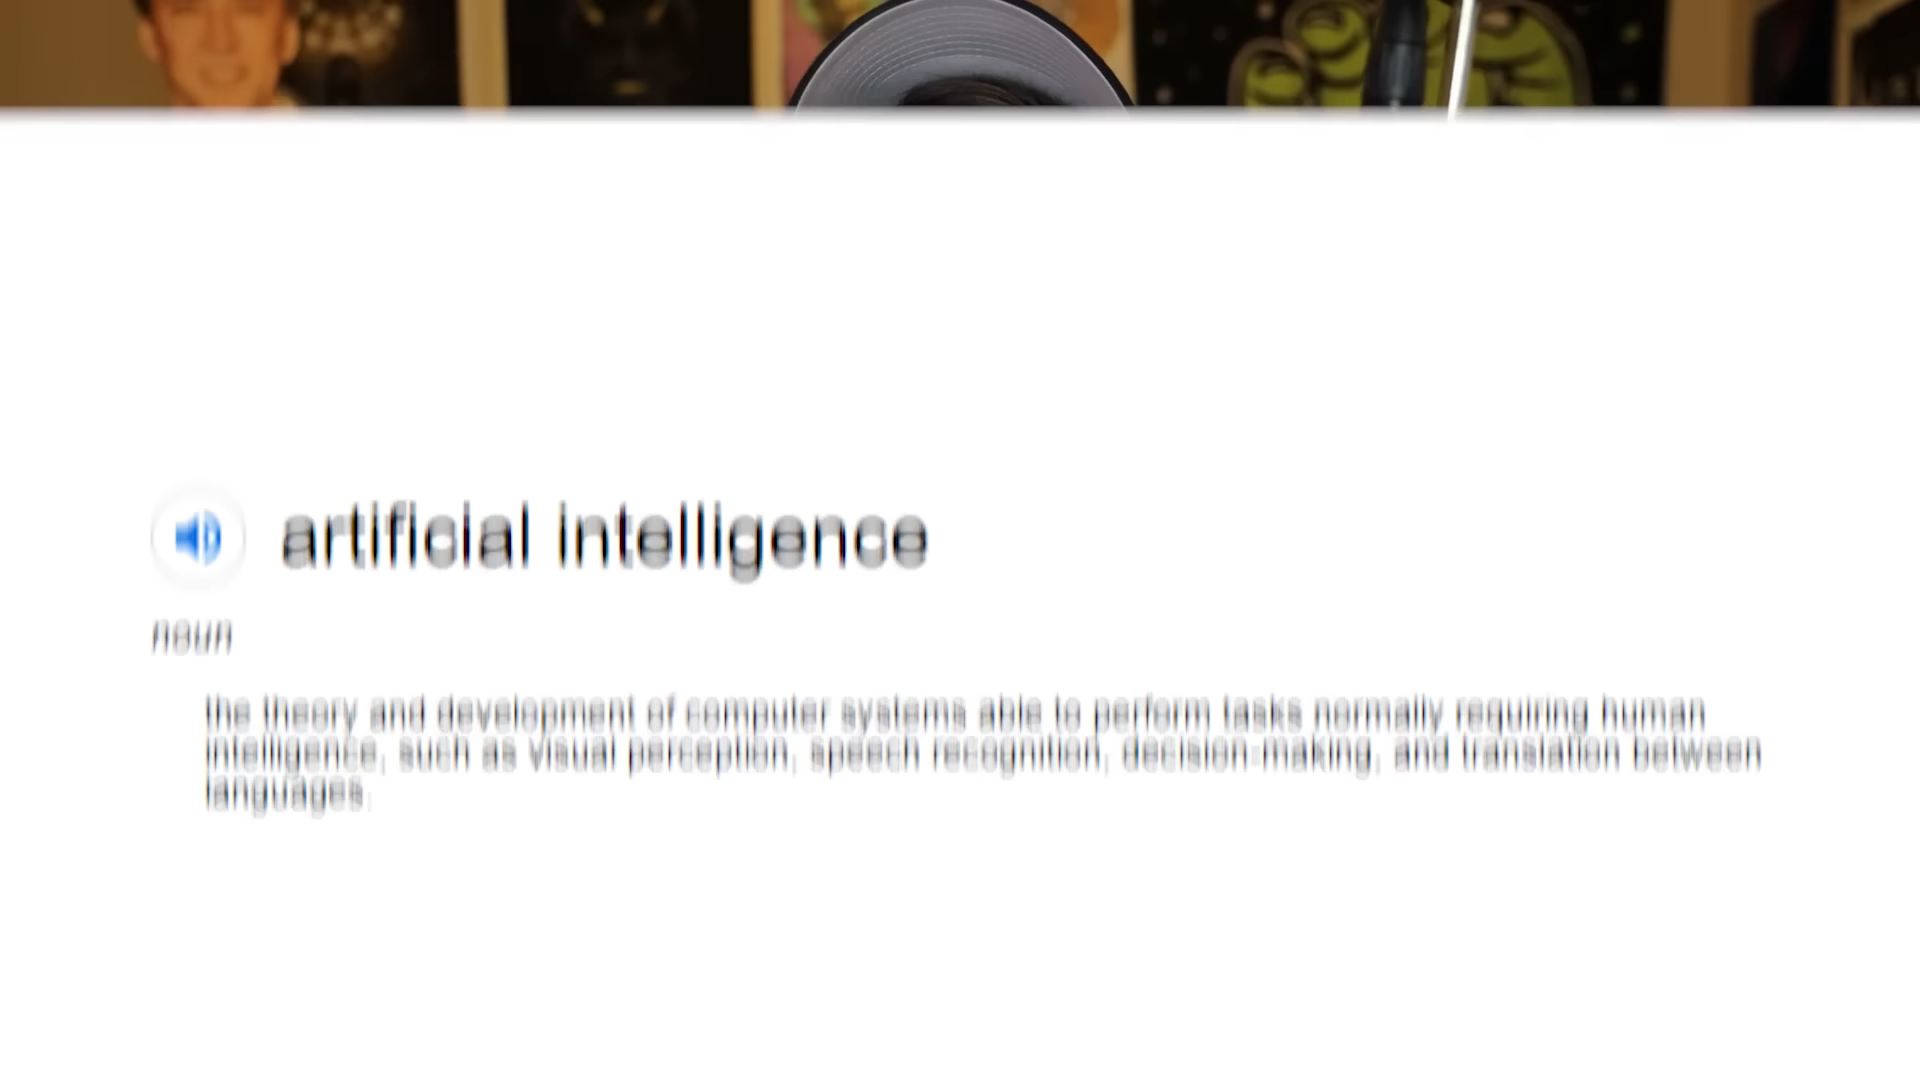 artificial intelligence
noun
the theory and development of computer systems able to perform tasks normally requiring human
intelligence, such as visual perception, speech recognition, decision-making, and translation between
languages.